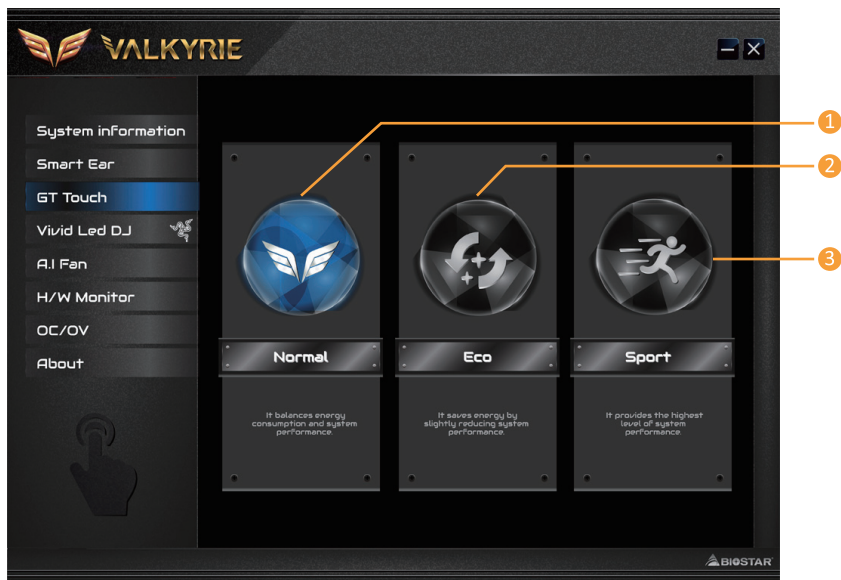 VALKYRIE
System information
Smart Ear
GT Touch
Vivid Led DJ
A.I Fan
H/W Monitor
OC/OV
About
1
2
3
Normal
It balances energy
consumption and system
performance.
Eco
It saves energy by
slightly reducing system
performance.
Sport
It provides the highest
level of system
performance.
BIOSTAR